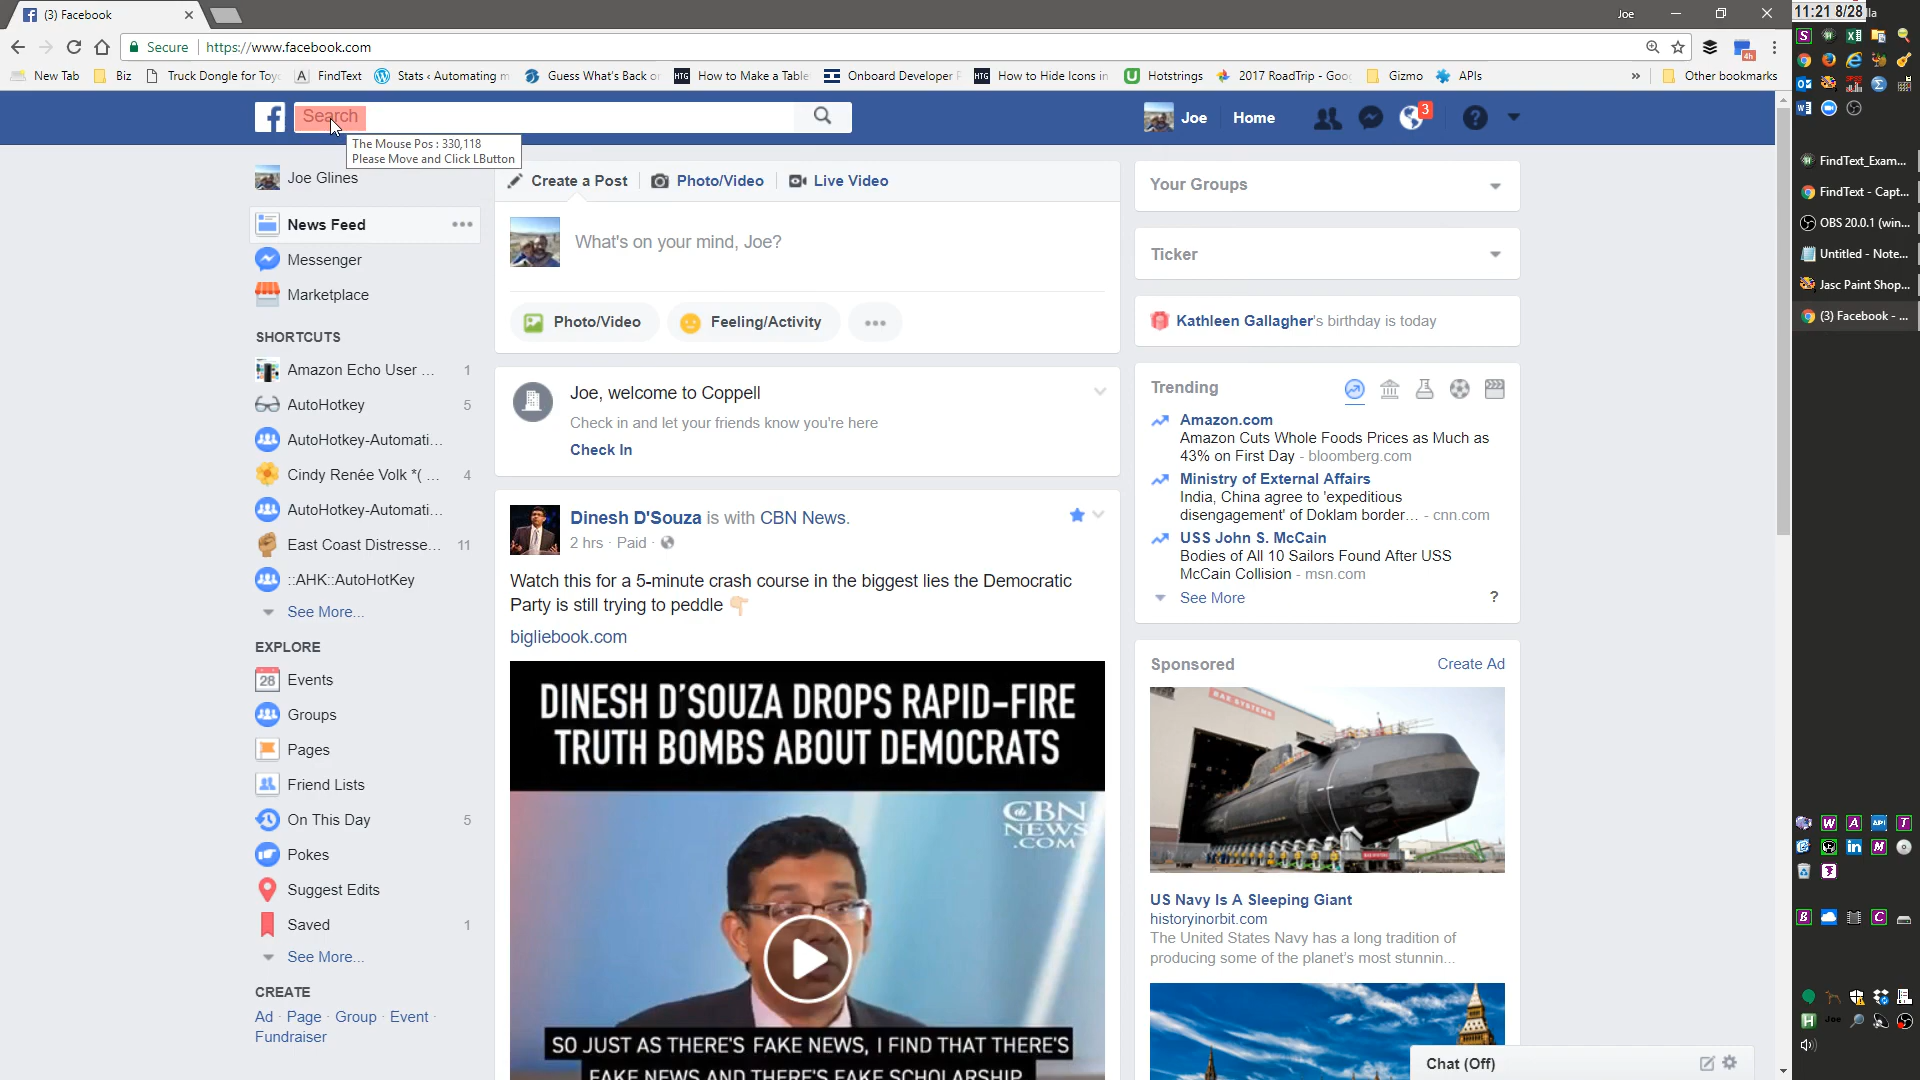 (3) Facebook
Joe
11:21 8/28
Secure https://www.facebook.com
New Tab
Biz
Truck Dongle for Toy
FindText
Stats ‹ Automating m
Guess What's Back o
How to Make a Table
Onboard Developer
How to Hide Icons in
Hotstrings
2017 RoadTrip - Goo
Gizmo
APIs
»
Other bookmarks
Search
The Mouse Pos : 330,118
Please Move and Click LButton
Joe
Home
3
Joe Glines
News Feed
Messenger
Marketplace
SHORTCUTS
Amazon Echo User ... 1
AutoHotkey 5
AutoHotkey-Automati...
Cindy Renée Volk *( ... 4
AutoHotkey-Automati...
East Coast Distresse... 11
::AHK::AutoHotKey
See More...
EXPLORE
28 Events
Groups
Pages
Friend Lists
On This Day 5
Pokes
Suggest Edits
Saved 1
See More...
CREATE
Ad · Page · Group · Event ·
Fundraiser
Create a Post
Photo/Video
Live Video
What's on your mind, Joe?
Photo/Video
Feeling/Activity
Joe, welcome to Coppell
Check in and let your friends know you're here
Check In
Dinesh D'Souza is with CBN News.
2 hrs · Paid ·
Watch this for a 5-minute crash course in the biggest lies the Democratic
Party is still trying to peddle
bigliebook.com
DINESH D'SOUZA DROPS RAPID-FIRE
TRUTH BOMBS ABOUT DEMOCRATS
CBN
NEWS
.COM
SO JUST AS THERE'S FAKE NEWS, I FIND THAT THERE'S
FAKE NEWS AND THERE'S FAKE SCHOLARSHIP
Your Groups
Ticker
Kathleen Gallagher's birthday is today
Trending
Amazon.com
Amazon Cuts Whole Foods Prices as Much as
43% on First Day - bloomberg.com
Ministry of External Affairs
India, China agree to 'expeditious
disengagement' of Doklam border... - cnn.com
USS John S. McCain
Bodies of All 10 Sailors Found After USS
McCain Collision - msn.com
See More
?
Sponsored
Create Ad
BAE SYSTEMS
US Navy Is A Sleeping Giant
historyinorbit.com
The United States Navy has a long tradition of
producing some of the planet's most stunnin...
Chat (Off)
FindText_Exam...
FindText - Capt...
OBS 20.0.1 (win...
Untitled - Note...
Jasc Paint Shop...
(3) Facebook - ...